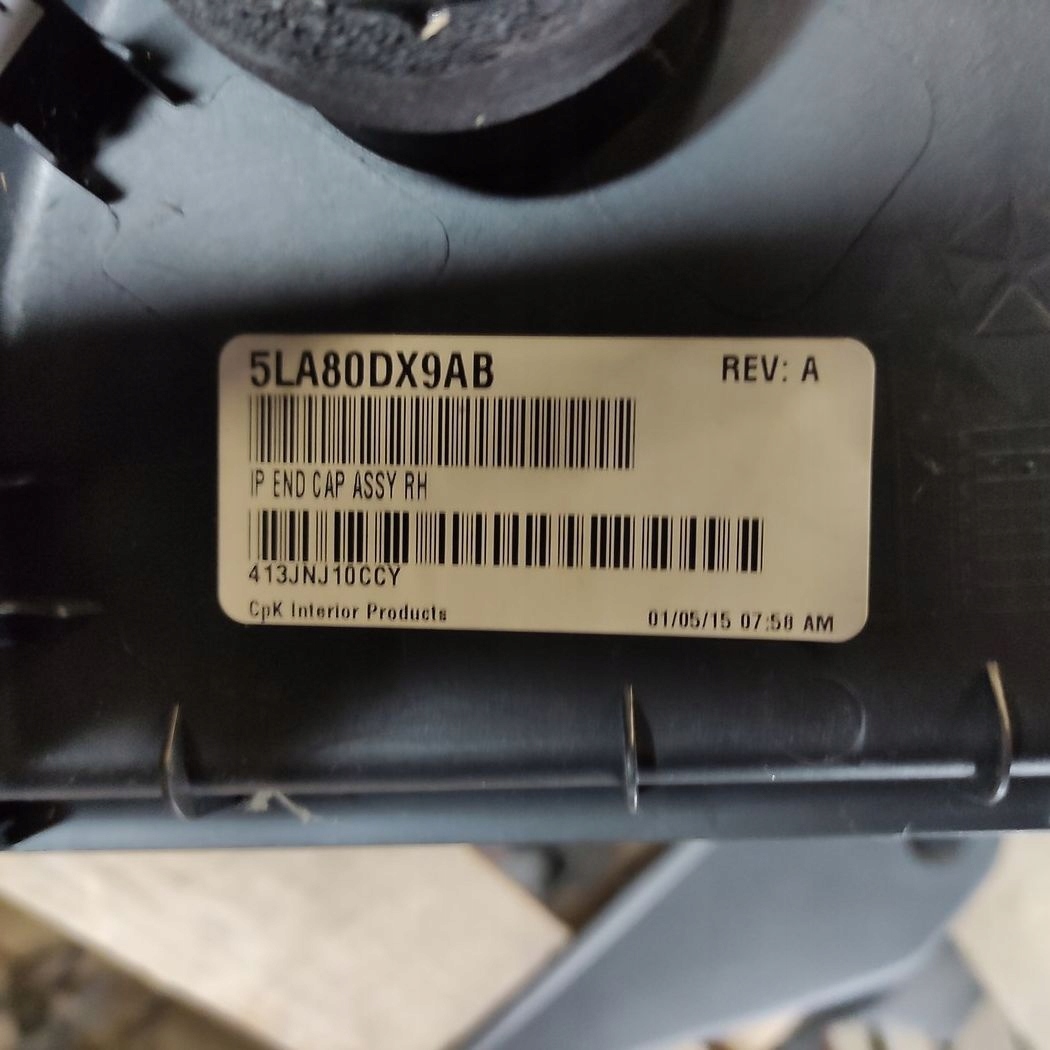 5LA80DX9AB
REV: A
IP END CAP ASSY RH
413JNJ10CCY
CpK Interior Products
01/05/15 07:58 AM